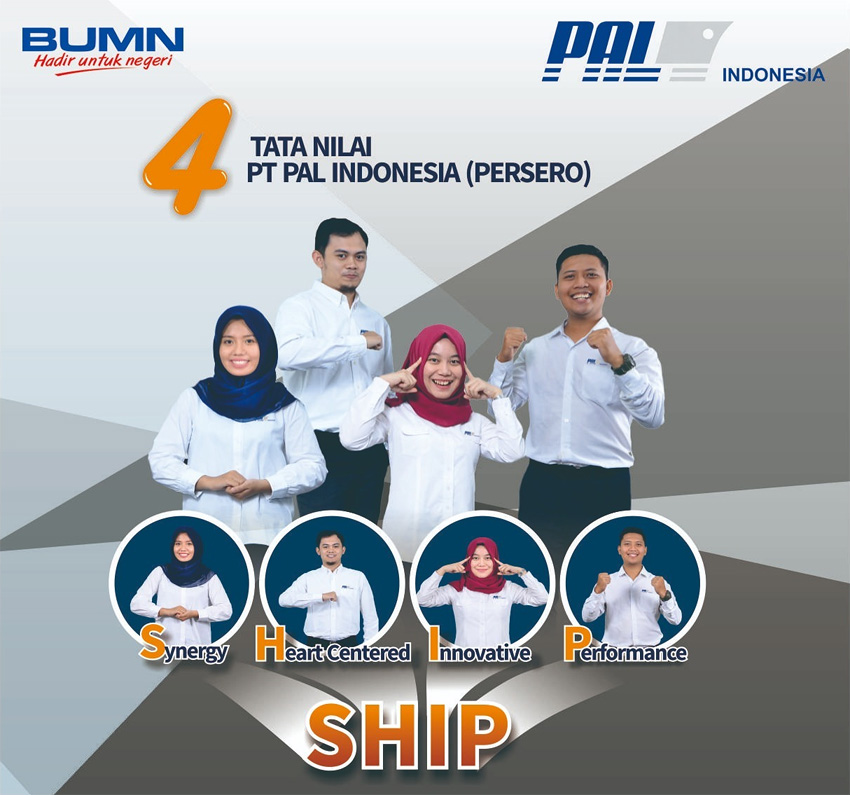 BUMN
Hadir untuk negeri
PAL
INDONESIA
4 TATA NILAI
PT PAL INDONESIA (PERSERO)
Synergy
Heart Centered
Innovative
Performance
SHIP